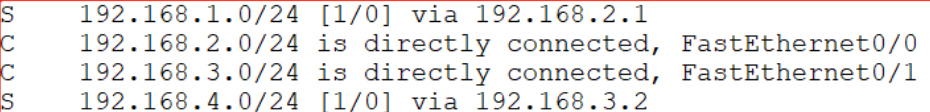 S    192.168.1.0/24 [1/0] via 192.168.2.1
C    192.168.2.0/24 is directly connected, FastEthernet0/0
C    192.168.3.0/24 is directly connected, FastEthernet0/1
S    192.168.4.0/24 [1/0] via 192.168.3.2